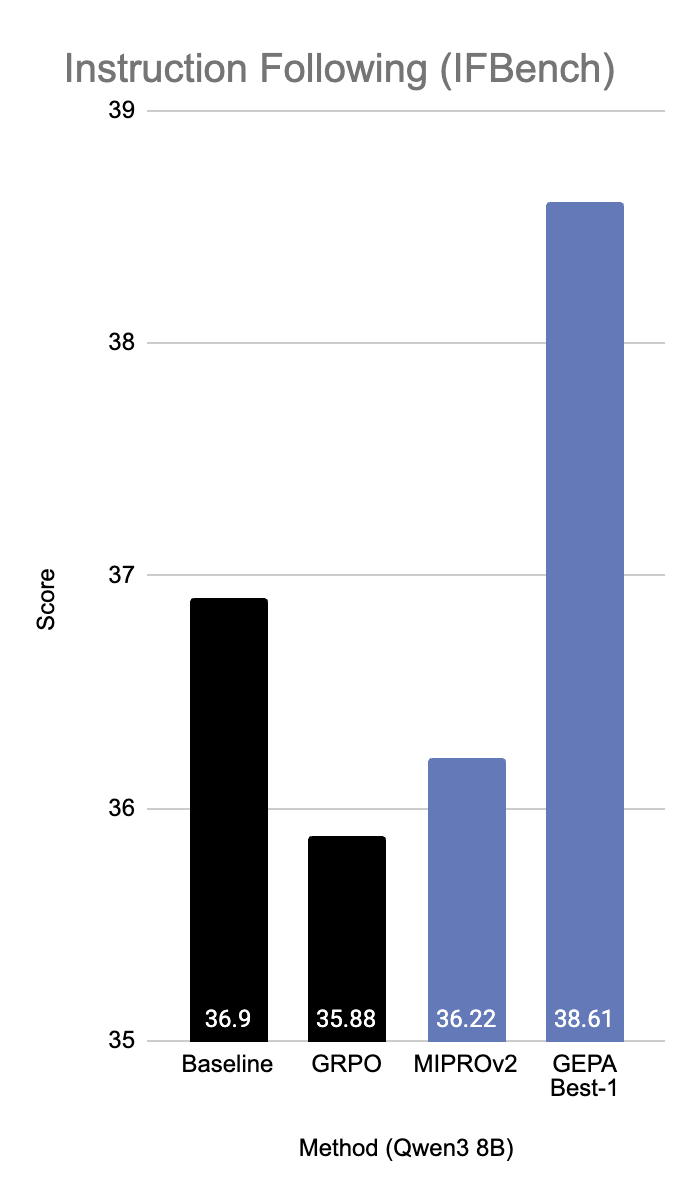 Instruction Following (IFBench)
39
38
37
36
35
Score
36.9
35.88
36.22
38.61
Baseline
GRPO
MIPROv2
GEPA
Best-1
Method (Qwen3 8B)